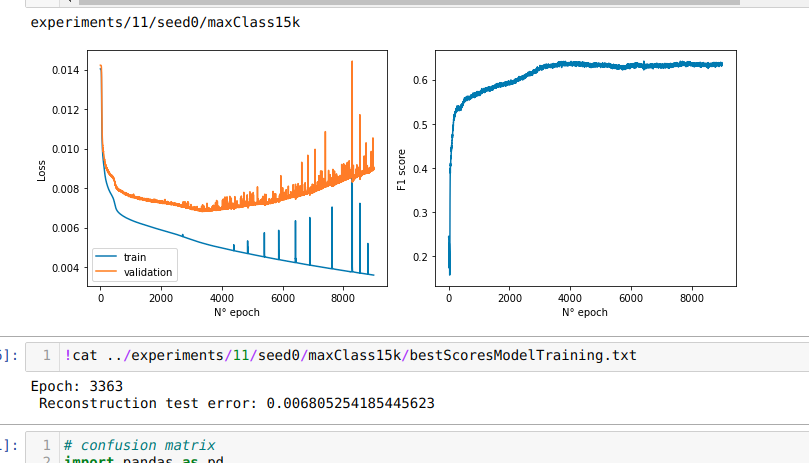 experiments/11/seed0/maxClass15k
0.014
0.012
0.010
0.008
0.006
0.004
Loss
train
validation
0 2000 4000 6000 8000
N° epoch
0.6
0.5
0.4
0.3
0.2
F1 score
0 2000 4000 6000 8000
N° epoch
]: 1 !cat ../experiments/11/seed0/maxClass15k/bestScoresModelTraining.txt
Epoch: 3363
Reconstruction test error: 0.006805254185445623
]: 1 # confusion matrix
2 import pandas as pd